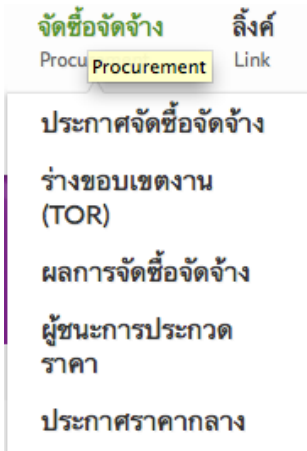 จัดซื้อจัดจ้าง ลิ้งค์
Procu Procurement Link
ประกาศจัดซื้อจัดจ้าง
ร่างขอบเขตงาน
(TOR)
ผลการจัดซื้อจัดจ้าง
ผู้ชนะการประกวด
ราคา
ประกาศราคากลาง